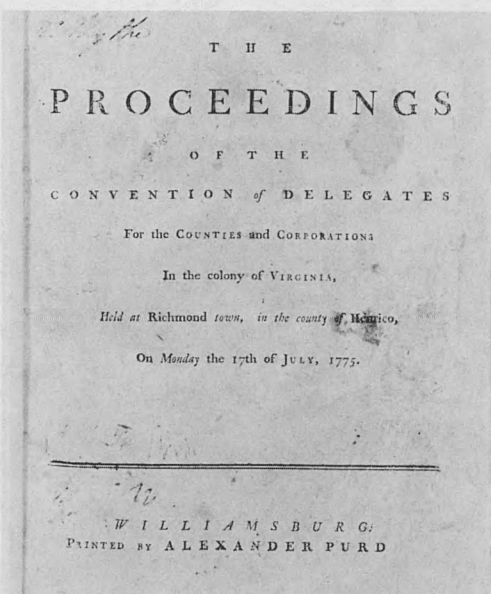 THE
PROCEEDINGS
OF THE
CONVENTION of DELEGATES
For the COUNTIES and CORPORATIONS
In the colony of VIRGINIA,
Held at Richmond town, in the county of Henrico,
On Monday the 17th of JULY, 1775.
WILLIAMSBURG:
PRINTED BY ALEXANDER PURD